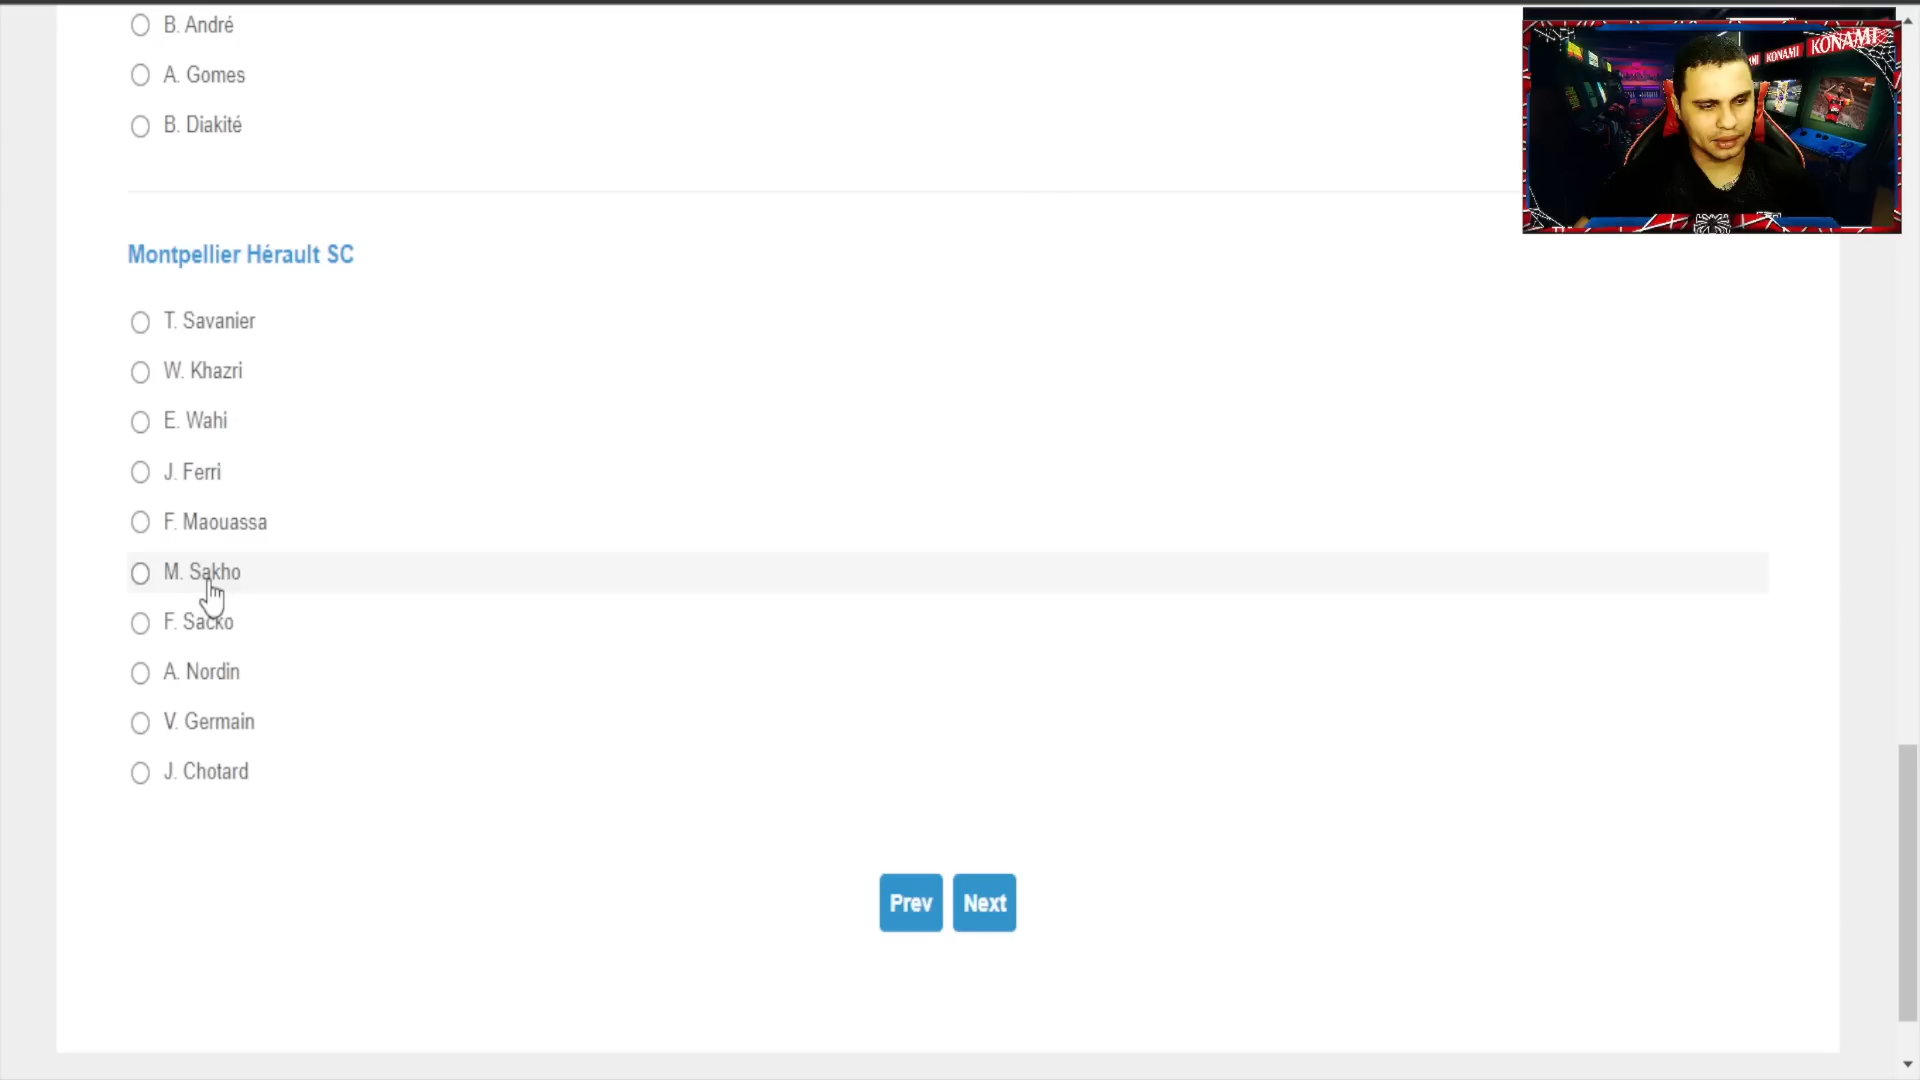 B. André
A. Gomes
B. Diakité
KONAMI
KONAMI
Montpellier Hérault SC
T. Savanier
W. Khazri
E. Wahi
J. Ferri
F. Maouassa
M. Sakho
F. Sacko
A. Nordin
V. Germain
J. Chotard
Prev
Next